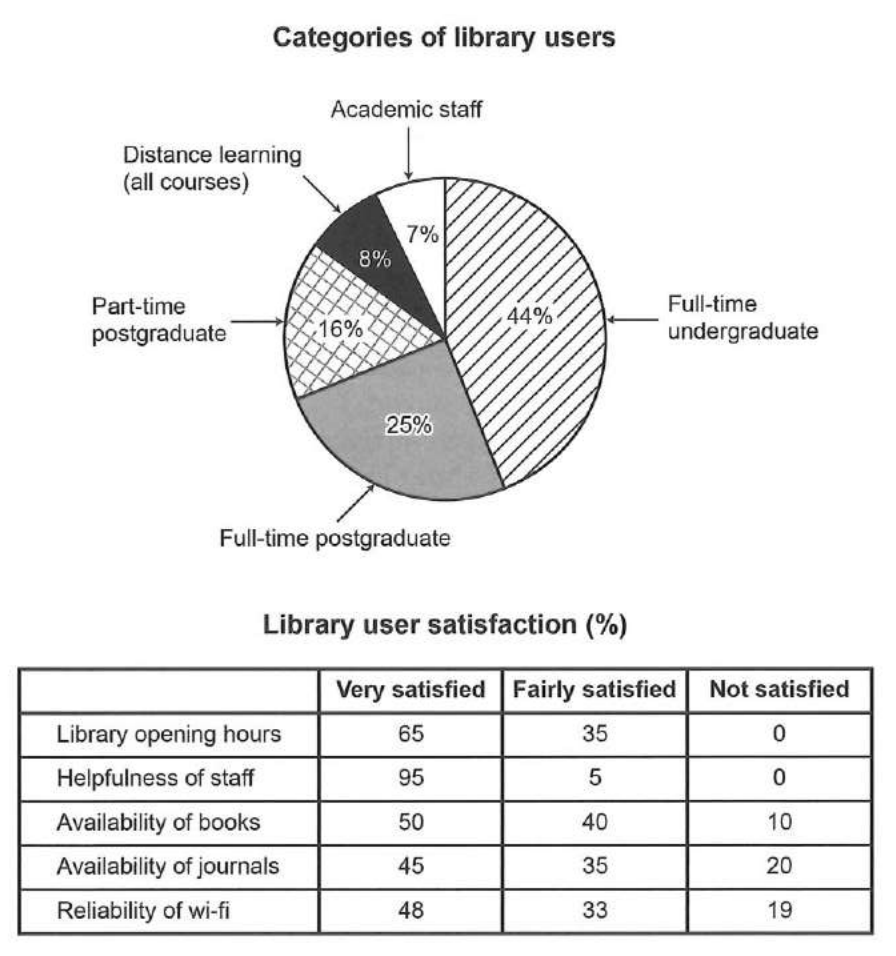 Categories of library users
Academic staff
Distance learning
(all courses)
7%
8%
Part-time
postgraduate
16%
44%
Full-time
undergraduate
25%
Full-time postgraduate
Library user satisfaction (%)
Very satisfied Fairly satisfied Not satisfied
Library opening hours 65 35 0
Helpfulness of staff 95 5 0
Availability of books 50 40 10
Availability of journals 45 35 20
Reliability of wi-fi 48 33 19